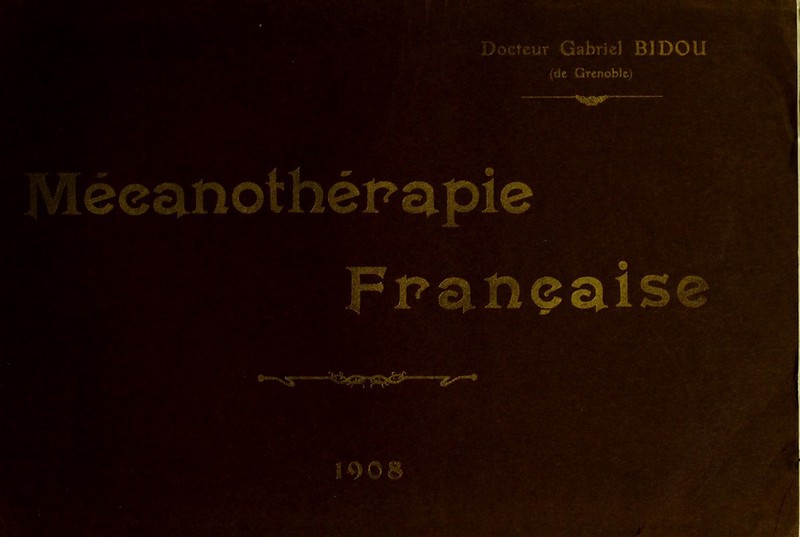 Docteur Gabriel BIDOU
(de Grenoble)
Mécanothérapie
Française
1908